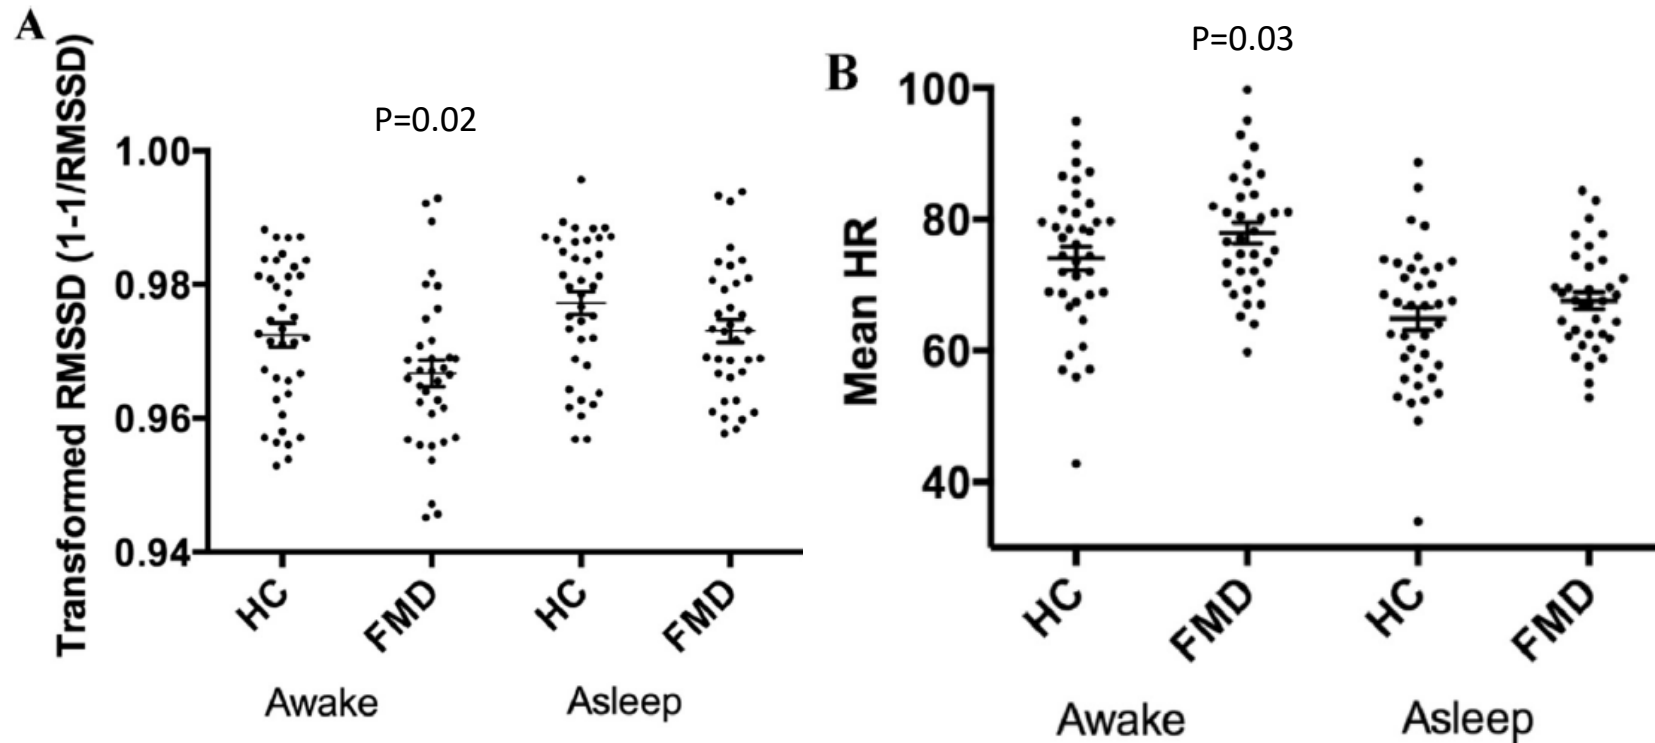 A
Transformed RMSSD (1-1/RMSSD)
P=0.02
1.00
0.98
0.96
0.94
HC
FMD
HC
FMD
Awake
Asleep
B
P=0.03
Mean HR
100
80
60
40
HC
FMD
HC
FMD
Awake
Asleep